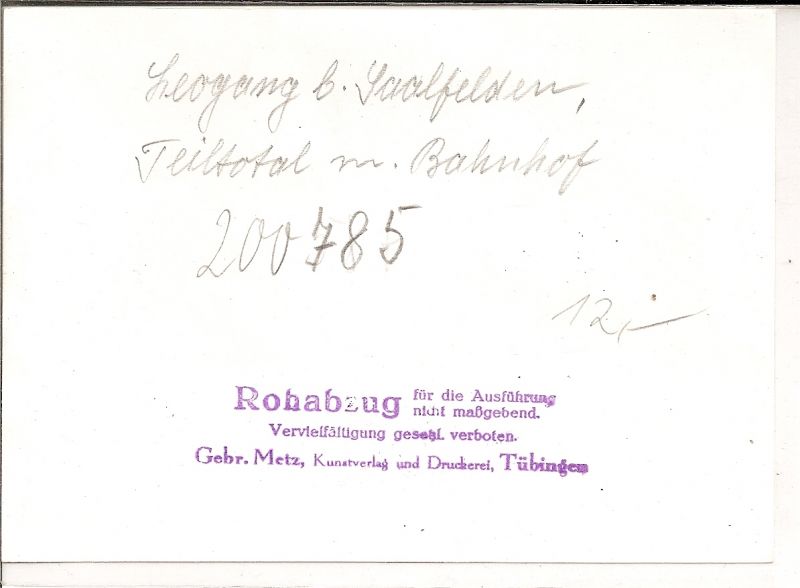 Leogang b. Saalfelden,
Teiltotal m. Bahnhof
200785
12,-
Rohabzug für die Ausführung
nicht maßgebend.
Vervielfältigung gesetzl. verboten.
Gebr. Metz, Kunstverlag und Druckerei, Tübingen